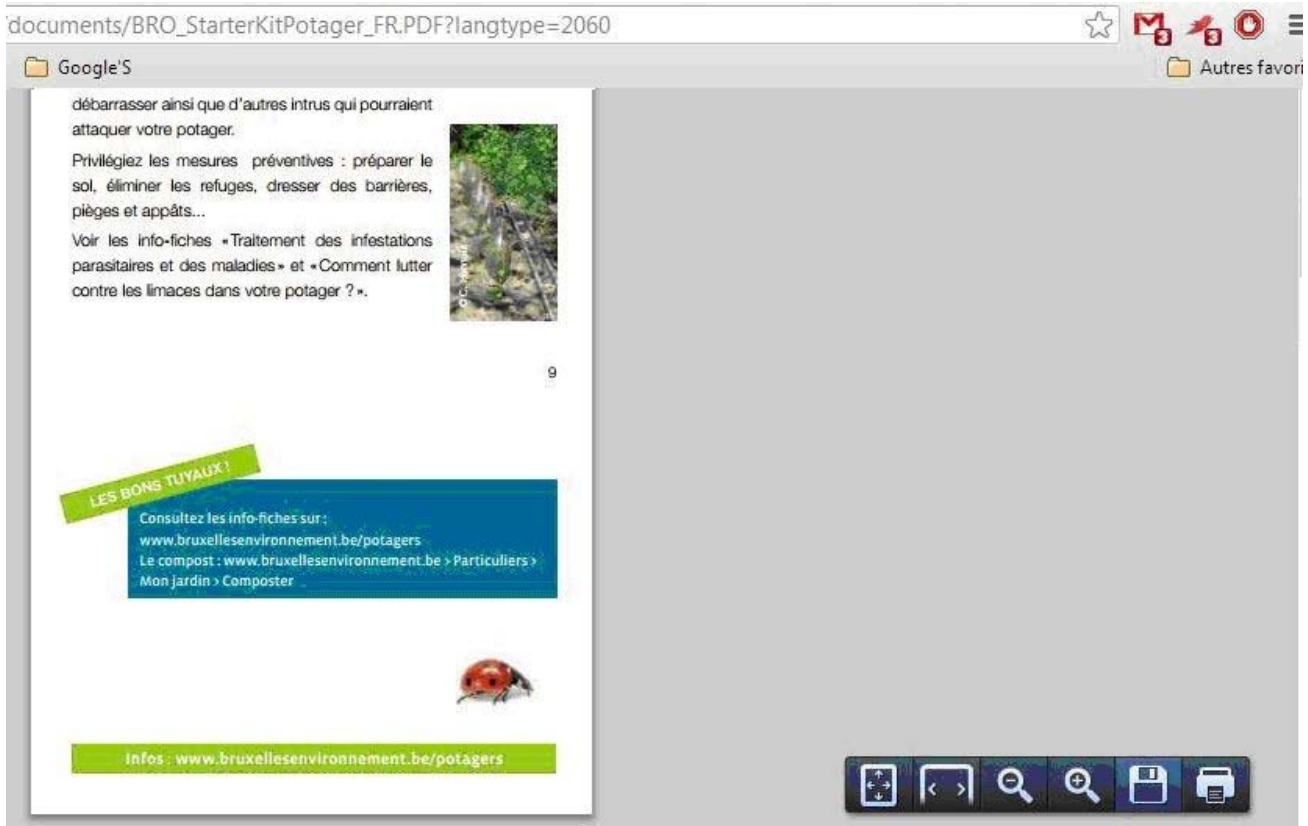 documents/BRO_StarterKitPotager_FR.PDF?langtype=2060
3
3
Google'S
Autres favori
débarrasser ainsi que d'autres intrus qui pourraient
attaquer votre potager.
Privilégiez les mesures préventives : préparer le
sol, éliminer les refuges, dresser des barrières,
pièges et appâts...
Voir les info-fiches «Traitement des infestations
parasitaires et des maladies» et «Comment lutter
contre les limaces dans votre potager ?».
9
LES BONS TUYAUX !
Consultez les info-fiches sur :
www.bruxellesenvironnement.be/potagers
Le compost : www.bruxellesenvironnement.be > Particuliers >
Mon jardin > Composter
Infos : www.bruxellesenvironnement.be/potagers